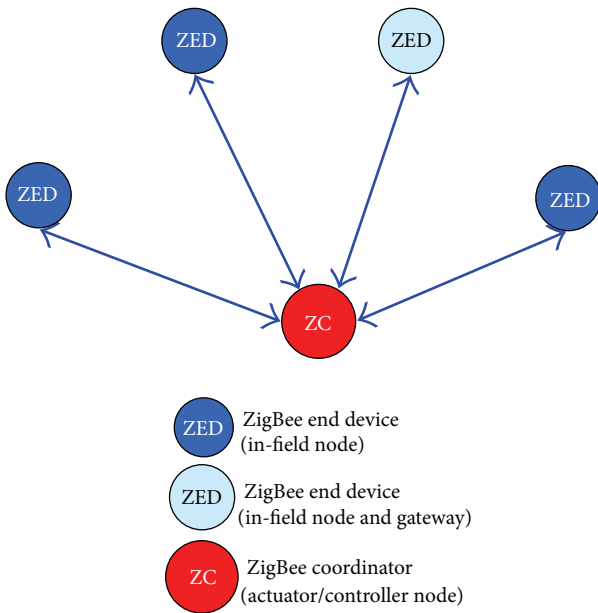 ZED
ZED
ZED
ZED
ZC
ZED
ZigBee end device
(in-field node)
ZED
ZigBee end device
(in-field node and gateway)
ZC
ZigBee coordinator
(actuator/controller node)